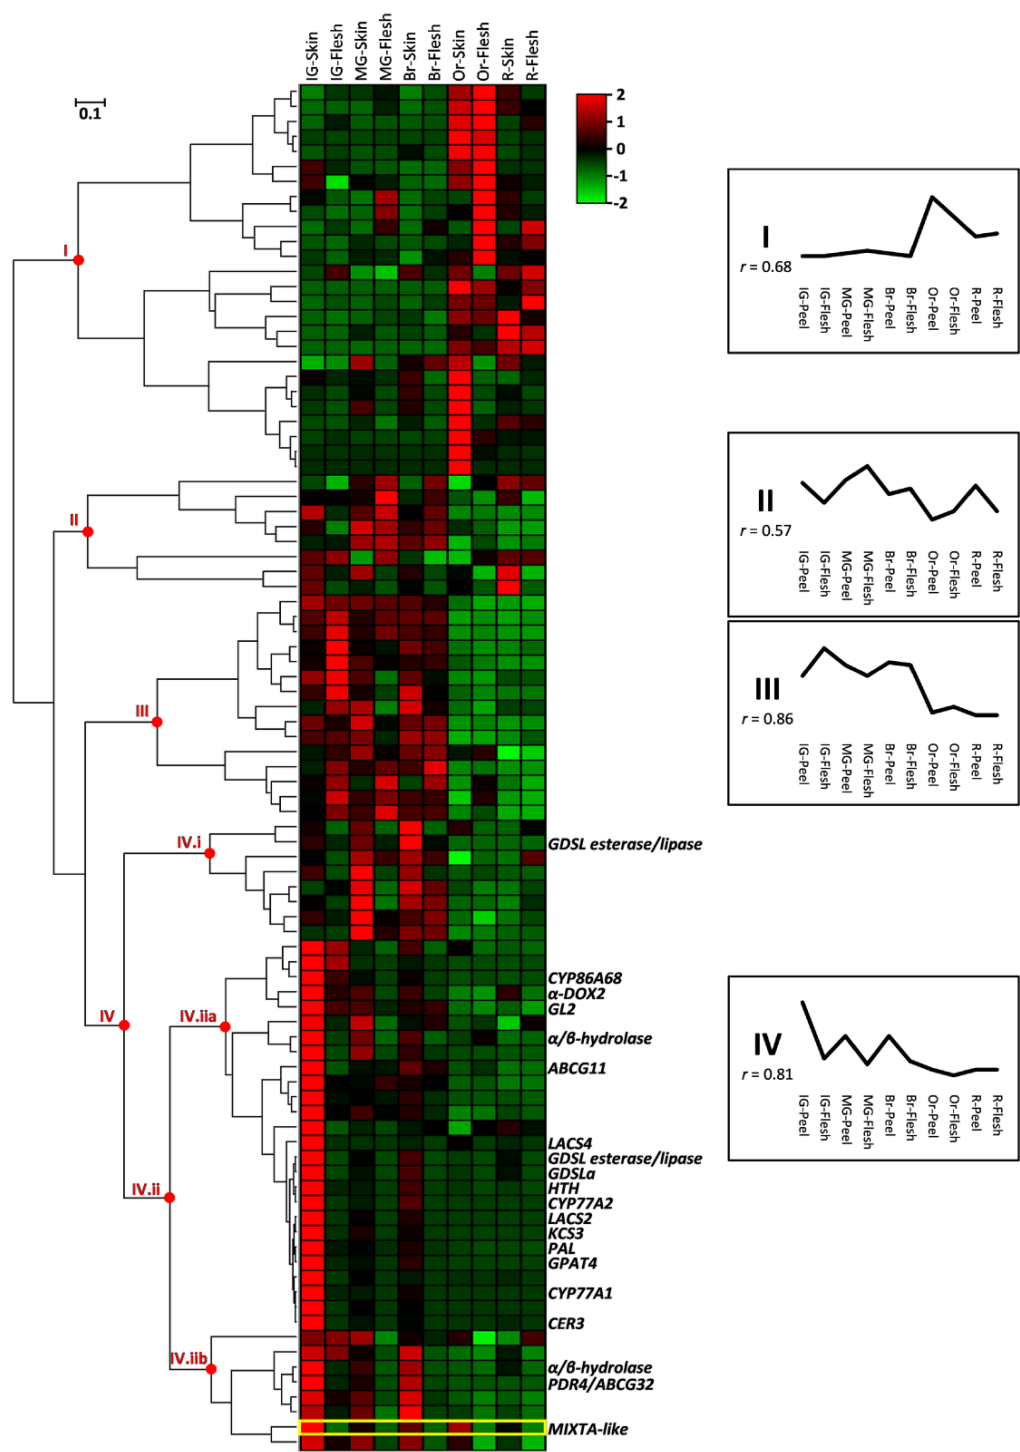 IG-Skin
IG-Flesh
MG-Skin
MG-Flesh
Br-Skin
Br-Flesh
Or-Skin
Or-Flesh
R-Skin
R-Flesh
0.1
2
1
0
-1
-2
I
II
III
IV.i
IV
IV.iia
IV.ii
IV.iib
GDSL esterase/lipase
CYP86A68
α-DOX2
GL2
α/β-hydrolase
ABCG11
LACS4
GDSL esterase/lipase
GDSLa
HTH
CYP77A2
LACS2
KCS3
PAL
GPAT4
CYP77A1
CER3
α/β-hydrolase
PDR4/ABCG32
MIXTA-like
I
r = 0.68
IG-Peel
IG-Flesh
MG-Peel
MG-Flesh
Br-Peel
Br-Flesh
Or-Peel
Or-Flesh
R-Peel
R-Flesh
II
r = 0.57
IG-Peel
IG-Flesh
MG-Peel
MG-Flesh
Br-Peel
Br-Flesh
Or-Peel
Or-Flesh
R-Peel
R-Flesh
III
r = 0.86
IG-Peel
IG-Flesh
MG-Peel
MG-Flesh
Br-Peel
Br-Flesh
Or-Peel
Or-Flesh
R-Peel
R-Flesh
IV
r = 0.81
IG-Peel
IG-Flesh
MG-Peel
MG-Flesh
Br-Peel
Br-Flesh
Or-Peel
Or-Flesh
R-Peel
R-Flesh